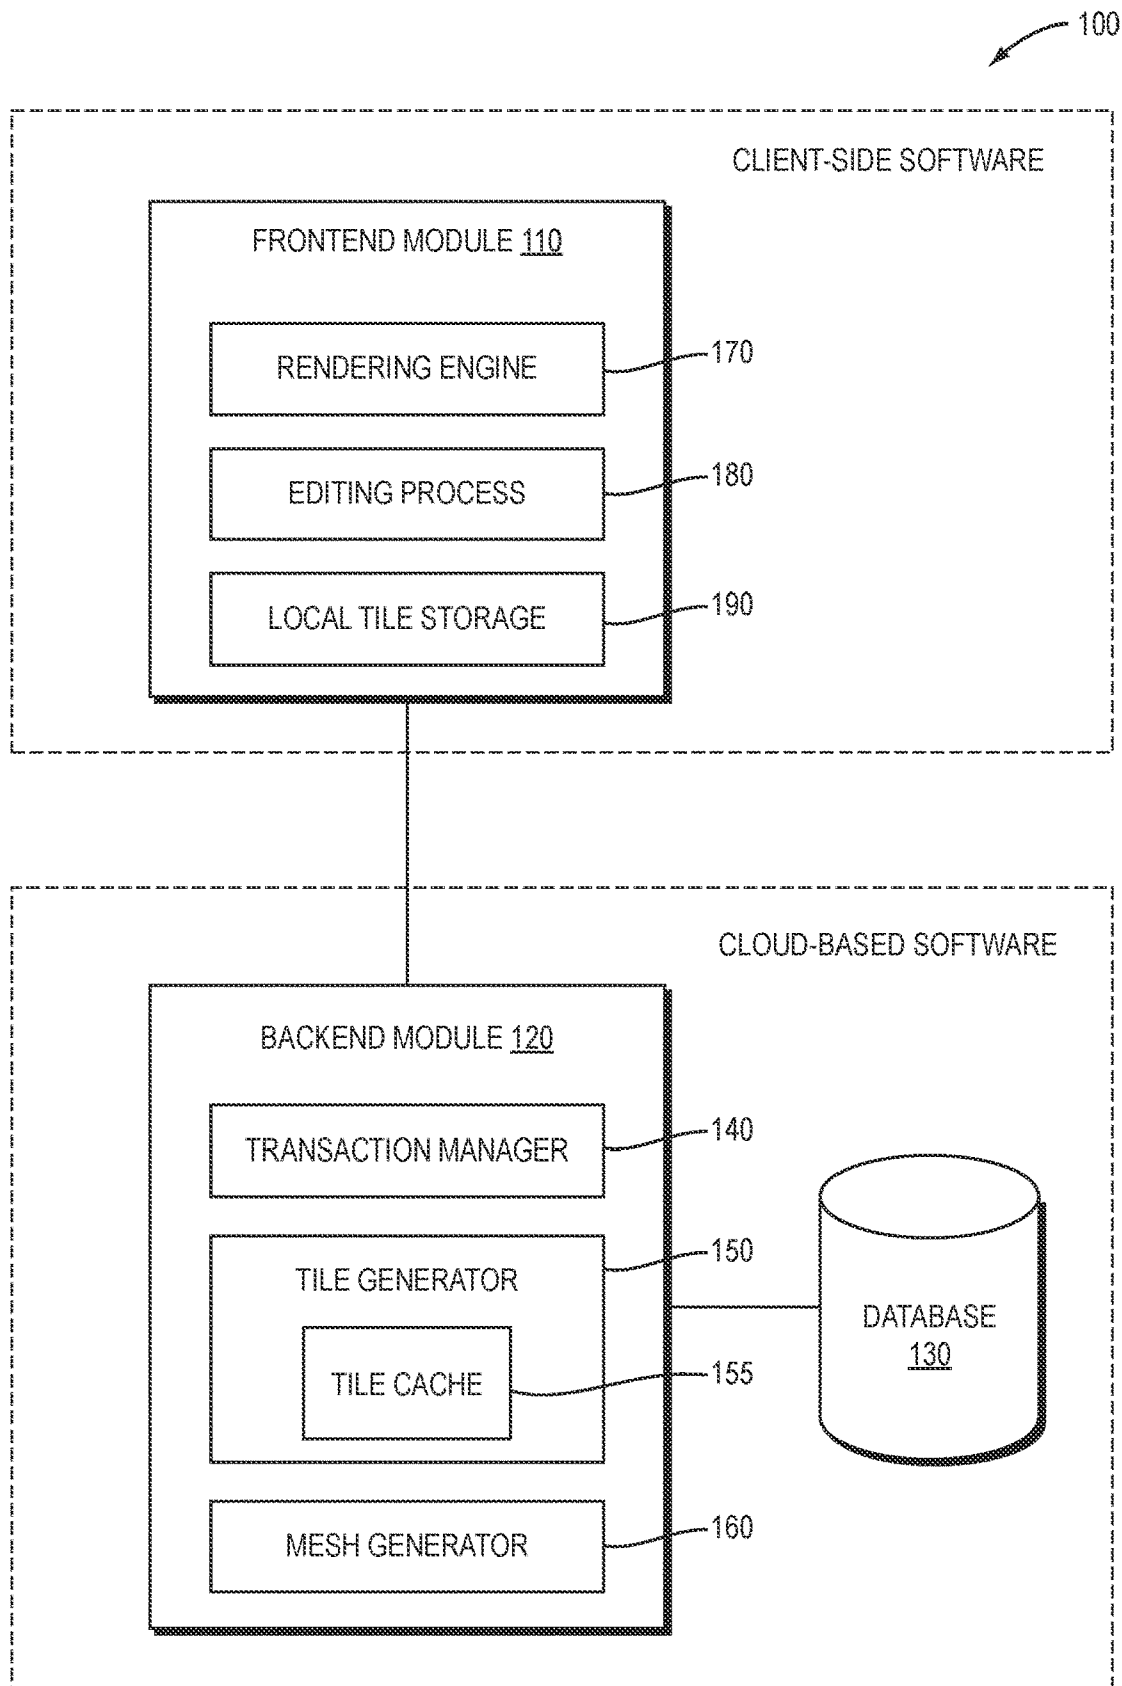 100
CLIENT-SIDE SOFTWARE
FRONTEND MODULE 110
RENDERING ENGINE
170
EDITING PROCESS
180
LOCAL TILE STORAGE
190
CLOUD-BASED SOFTWARE
BACKEND MODULE 120
TRANSACTION MANAGER
140
TILE GENERATOR
150
TILE CACHE
155
MESH GENERATOR
160
DATABASE
130